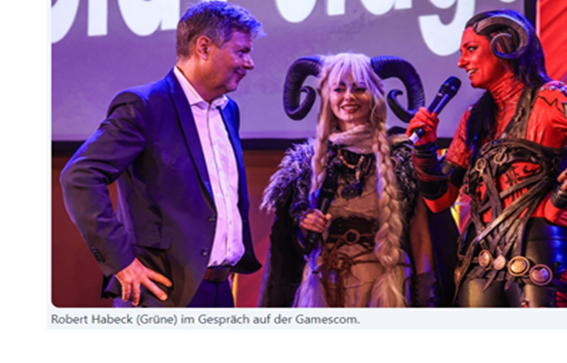 Robert Habeck (Grüne) im Gespräch auf der Gamescom.